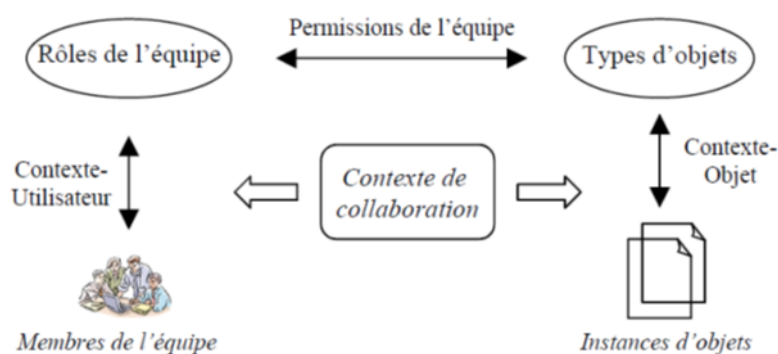 Permissions de l'équipe
Rôles de l'équipe
Types d'objets
Contexte-
Utilisateur
Contexte de
collaboration
Contexte-
Objet
Membres de l'équipe
Instances d'objets